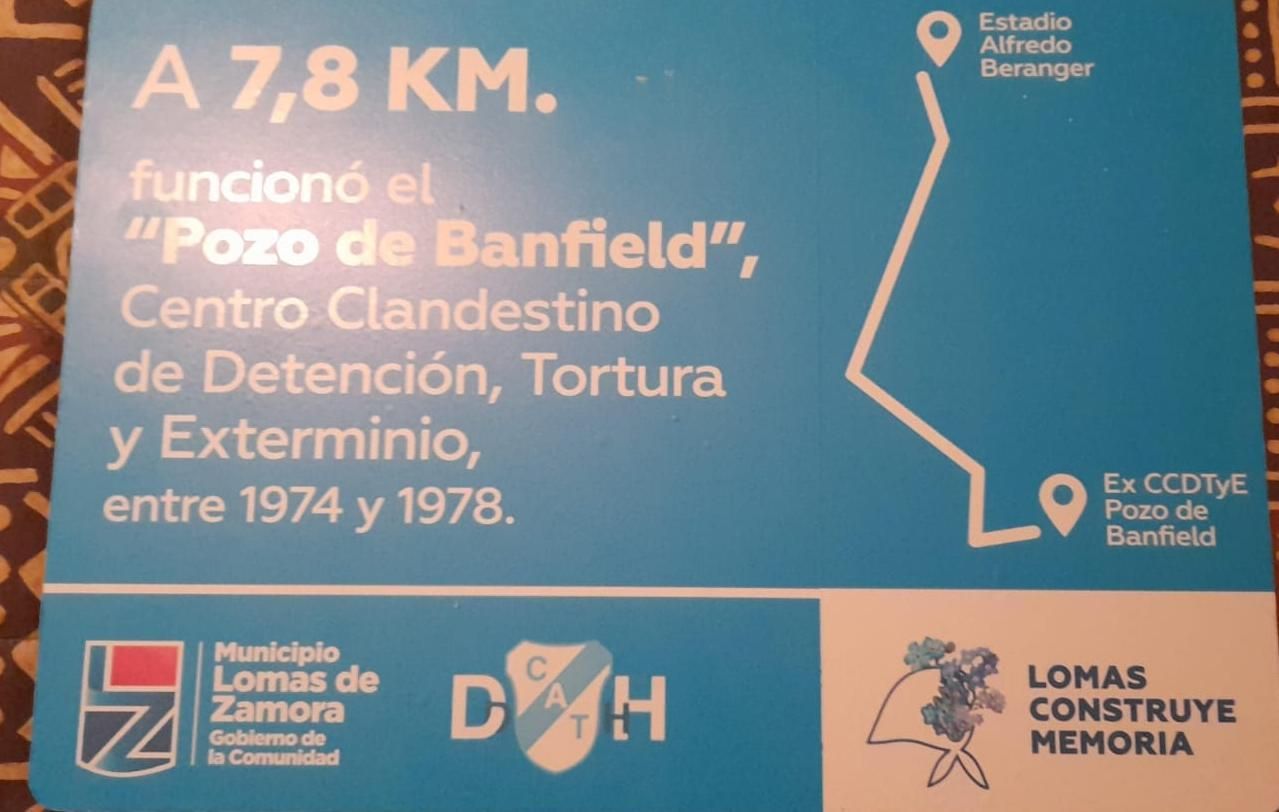 A 7,8 KM.
funcionó el
“Pozo de Banfield”,
Centro Clandestino
de Detención, Tortura
y Exterminio,
entre 1974 y 1978.
Estadio
Alfredo
Beranger
Ex CCDTyE
Pozo de
Banfield
Municipio
Lomas de
Zamora
Gobierno de
la Comunidad
D CAT H
LOMAS
CONSTRUYE
MEMORIA